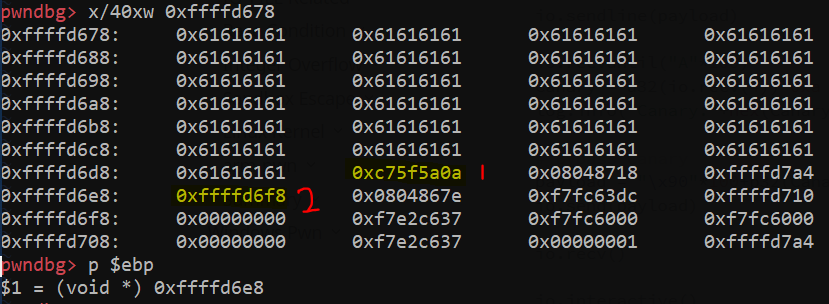 pwndbg> x/40xw 0xffffd678
0xffffd678: 0x61616161 0x61616161 0x61616161 0x61616161
0xffffd688: 0x61616161 0x61616161 0x61616161 0x61616161
0xffffd698: 0x61616161 0x61616161 0x61616161 0x61616161
0xffffd6a8: 0x61616161 0x61616161 0x61616161 0x61616161
0xffffd6b8: 0x61616161 0x61616161 0x61616161 0x61616161
0xffffd6c8: 0x61616161 0x61616161 0x61616161 0x61616161
0xffffd6d8: 0x61616161 0xc75f5a0a 1 0x08048718 0xffffd7a4
0xffffd6e8: 0xffffd6f8 2 0x0804867e 0xf7fc63dc 0xffffd710
0xffffd6f8: 0x00000000 0xf7e2c637 0xf7fc6000 0xf7fc6000
0xffffd708: 0x00000000 0xf7e2c637 0x00000001 0xffffd7a4
pwndbg> p $ebp
$1 = (void *) 0xffffd6e8